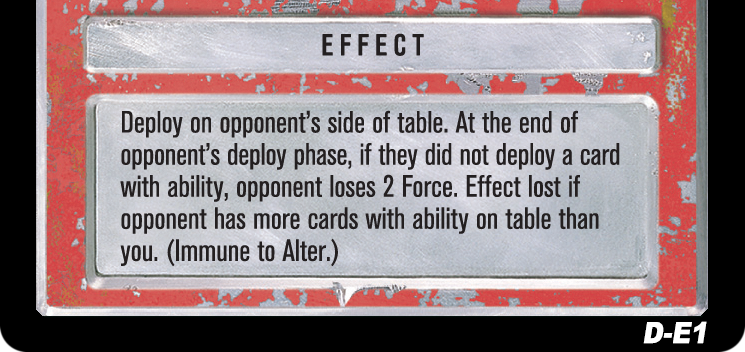 EFFECT
Deploy on opponent's side of table. At the end of
opponent's deploy phase, if they did not deploy a card
with ability, opponent loses 2 Force. Effect lost if
opponent has more cards with ability on table than
you. (Immune to Alter.)
D-E1